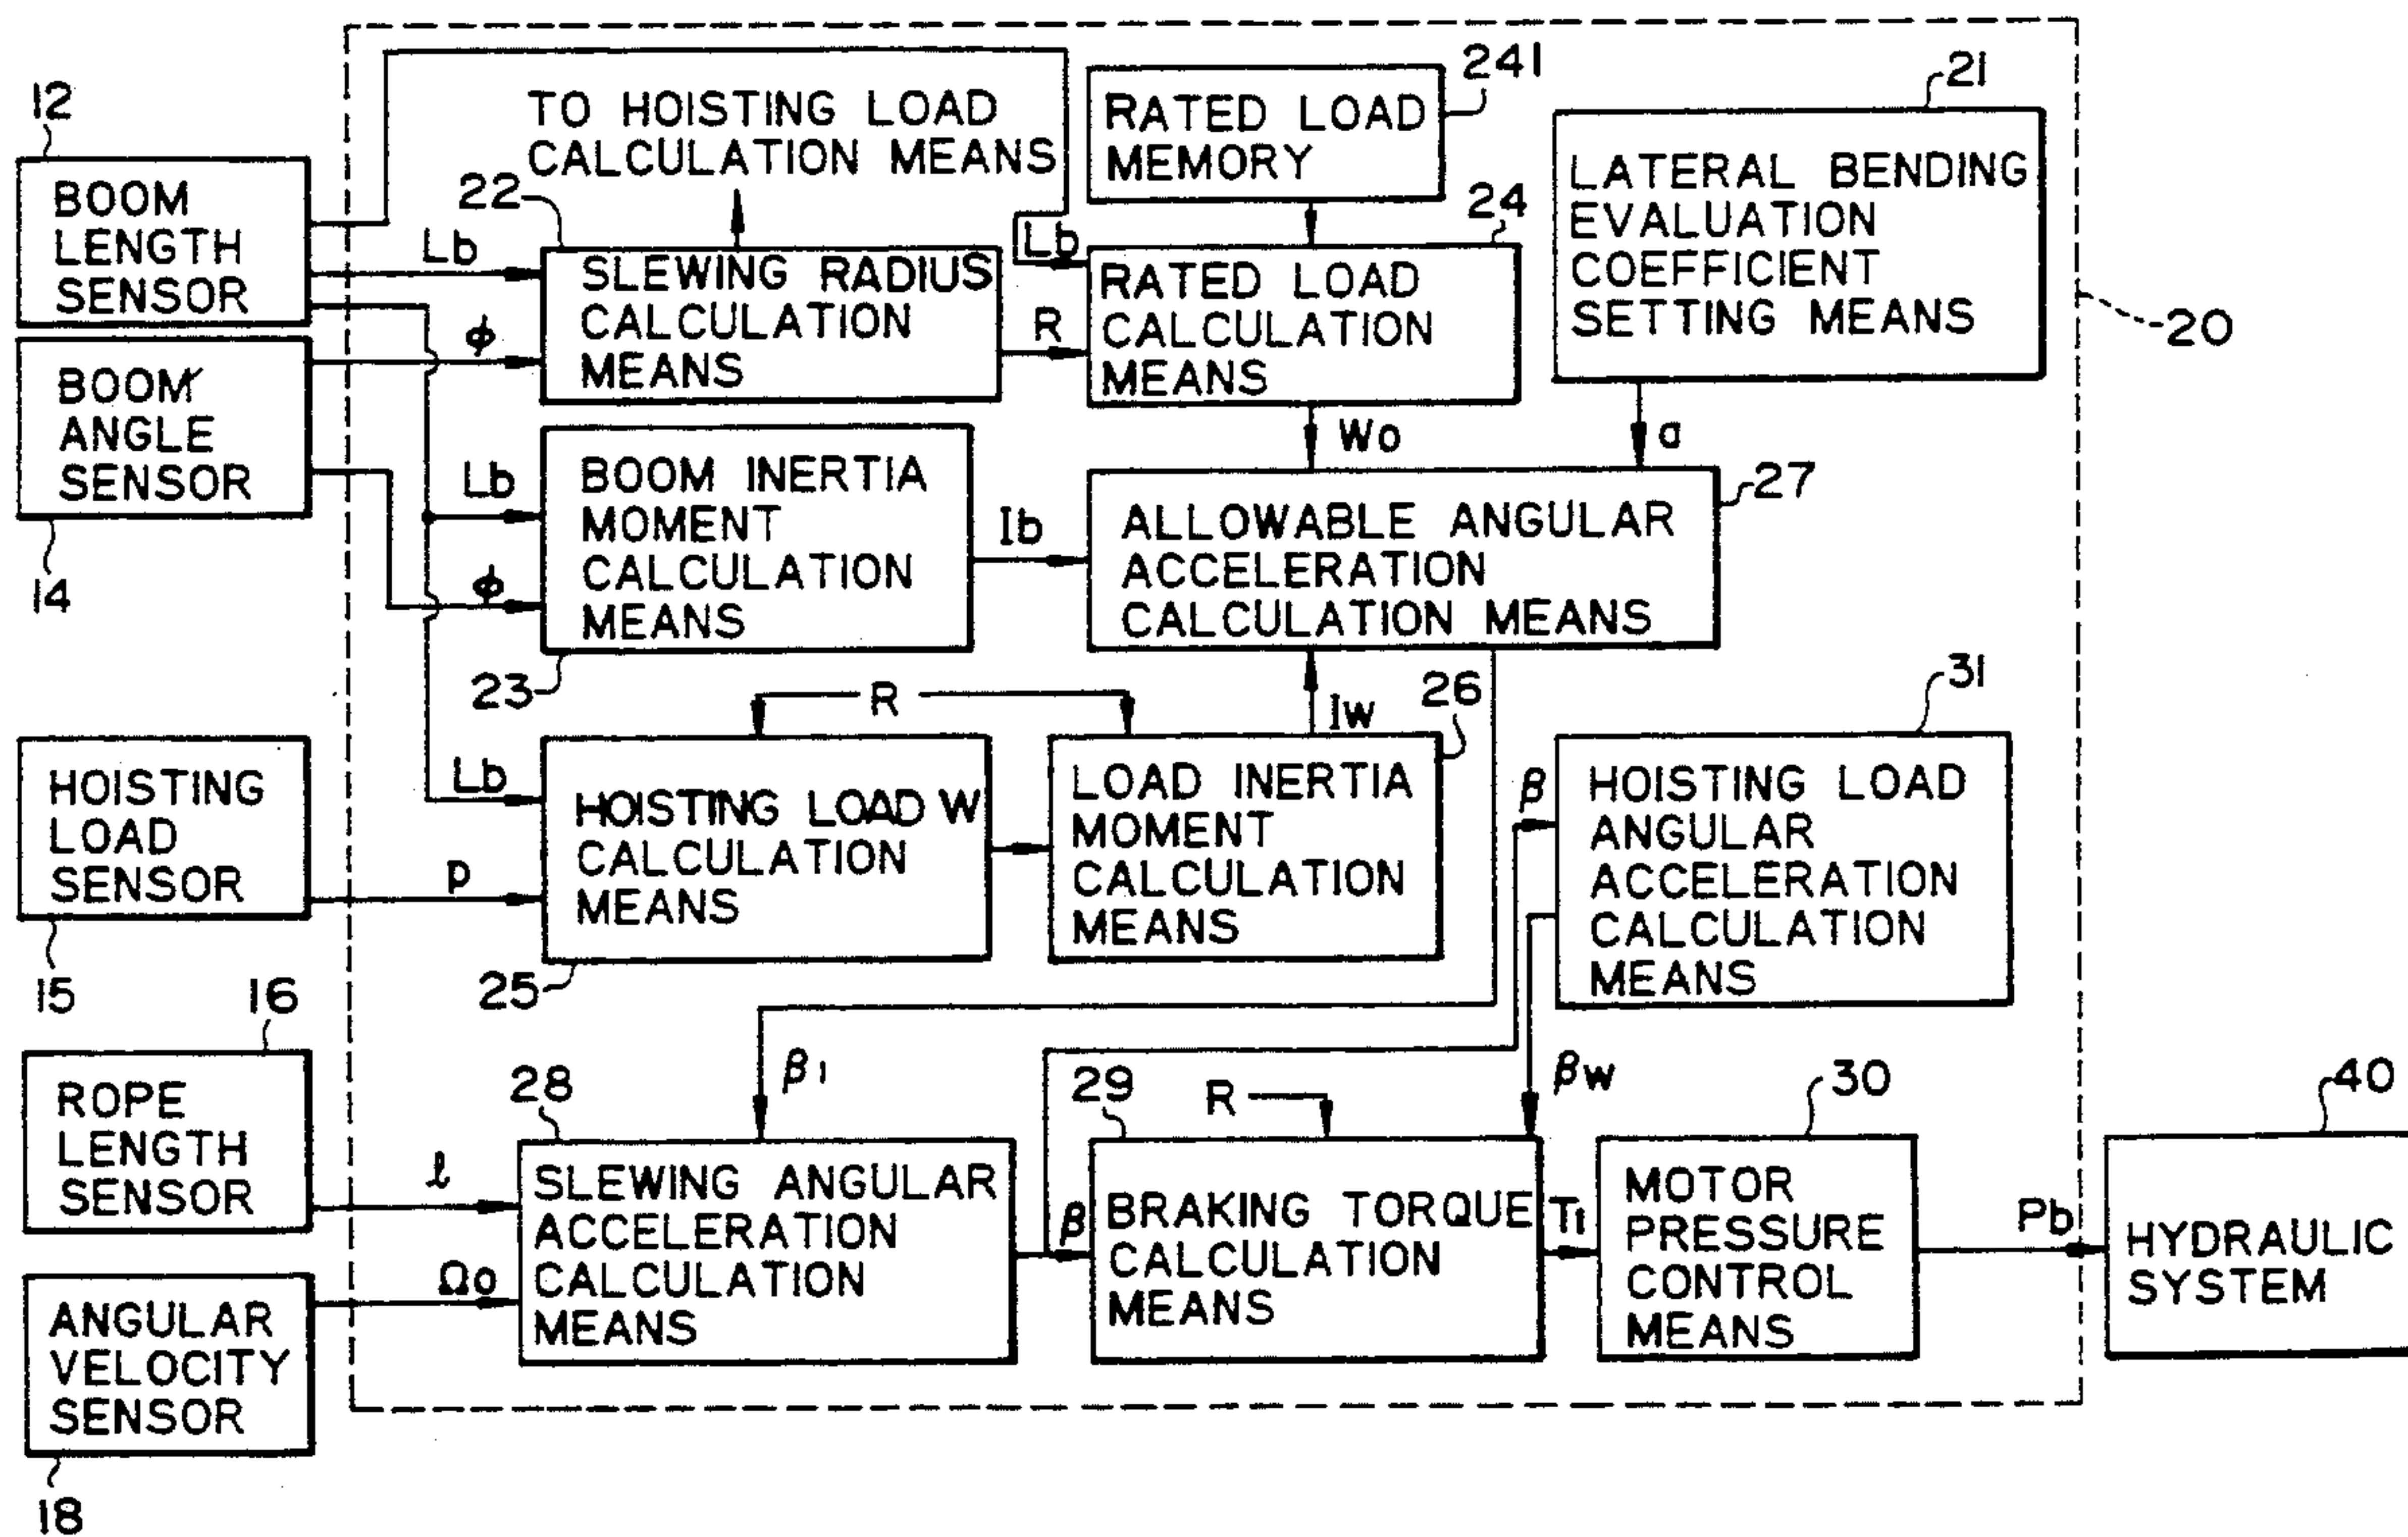 12
BOOM
LENGTH
SENSOR
BOOM
ANGLE
SENSOR
14
HOISTING
LOAD
SENSOR
15
16
ROPE
LENGTH
SENSOR
ANGULAR
VELOCITY
SENSOR
18
TO HOISTING LOAD
CALCULATION MEANS
22
Lb
ϕ
SLEWING RADIUS
CALCULATION
MEANS
R
241
RATED LOAD
MEMORY
24
Lb
RATED LOAD
CALCULATION
MEANS
21
LATERAL BENDING
EVALUATION
COEFFICIENT
SETTING MEANS
20
Wo
a
Lb
ϕ
BOOM INERTIA
MOMENT
CALCULATION
MEANS
23
Ib
27
ALLOWABLE ANGULAR
ACCELERATION
CALCULATION MEANS
R
Iw
26
Lb
p
HOISTING LOAD W
CALCULATION
MEANS
25
LOAD INERTIA
MOMENT
CALCULATION
MEANS
31
β
HOISTING LOAD
ANGULAR
ACCELERATION
CALCULATION
MEANS
β1
βw
28
ℓ
Ωo
SLEWING ANGULAR
ACCELERATION
CALCULATION
MEANS
β
29
R
BRAKING TORQUE
CALCULATION
MEANS
T1
30
MOTOR
PRESSURE
CONTROL
MEANS
Pb
40
HYDRAULIC
SYSTEM